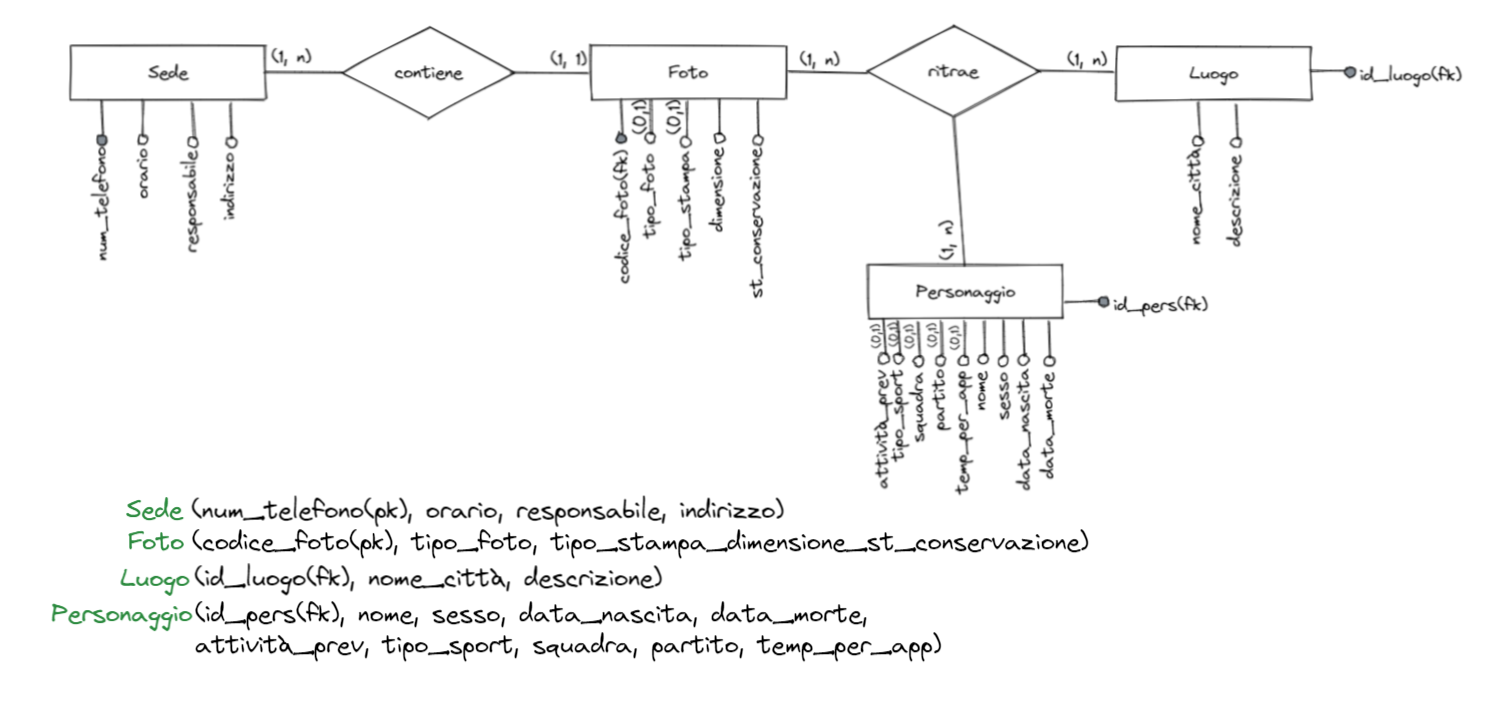 Sede
(1, n)
contiene
(1, 1)
Foto
(1, n)
ritrae
(1, n)
Luogo
id_luogo(fk)
num_telefono
orario
responsabile
indirizzo
codice_foto(fk)
(0,1)
tipo_foto
(0,1)
tipo_stampa
dimensione
st_conservazione
nome_città
descrizione
(1, n)
Personaggio
id_pers(fk)
(0,1)
attività_prev
(0,1)
tipo_sport
(0,1)
squadra
(0,1)
partito
(0,1)
temp_per_app
nome
sesso
data_nascita
data_morte
Sede (num_telefono(pk), orario, responsabile, indirizzo)
Foto (codice_foto(pk), tipo_foto, tipo_stampa_dimensione_st_conservazione)
Luogo (id_luogo(fk), nome_città, descrizione)
Personaggio (id_pers(fk), nome, sesso, data_nascita, data_morte,
attività_prev, tipo_sport, squadra, partito, temp_per_app)